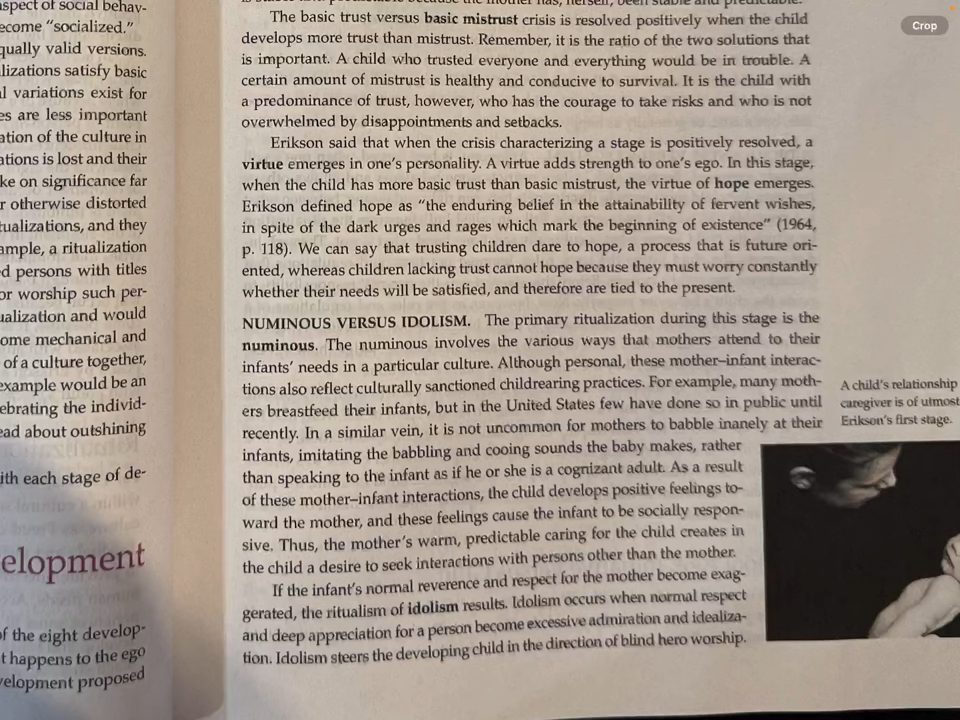 aspect of social behav-
ecome “socialized.”
qually valid versions.
lizations satisfy basic
al variations exist for
es are less important
ation of the culture in
ations is lost and their
ke on significance far
r otherwise distorted
tualizations, and they
ample, a ritualization
ed persons with titles
or worship such per-
ualization and would
ome mechanical and
of a culture together,
example would be an
ebrating the individ-
ead about outshining
ith each stage of de-
elopment
of the eight develop-
t happens to the ego
velopment proposed
The basic trust versus basic mistrust crisis is resolved positively when the child
develops more trust than mistrust. Remember, it is the ratio of the two solutions that
is important. A child who trusted everyone and everything would be in trouble. A
certain amount of mistrust is healthy and conducive to survival. It is the child with
a predominance of trust, however, who has the courage to take risks and who is not
overwhelmed by disappointments and setbacks.
Erikson said that when the crisis characterizing a stage is positively resolved, a
virtue emerges in one’s personality. A virtue adds strength to one’s ego. In this stage,
when the child has more basic trust than basic mistrust, the virtue of hope emerges.
Erikson defined hope as “the enduring belief in the attainability of fervent wishes,
in spite of the dark urges and rages which mark the beginning of existence” (1964,
p. 118). We can say that trusting children dare to hope, a process that is future ori-
ented, whereas children lacking trust cannot hope because they must worry constantly
whether their needs will be satisfied, and therefore are tied to the present.
NUMINOUS VERSUS IDOLISM. The primary ritualization during this stage is the
numinous. The numinous involves the various ways that mothers attend to their
infants’ needs in a particular culture. Although personal, these mother–infant interac-
tions also reflect culturally sanctioned childrearing practices. For example, many moth-
ers breastfeed their infants, but in the United States few have done so in public until
recently. In a similar vein, it is not uncommon for mothers to babble inanely at their
infants, imitating the babbling and cooing sounds the baby makes, rather
than speaking to the infant as if he or she is a cognizant adult. As a result
of these mother–infant interactions, the child develops positive feelings to-
ward the mother, and these feelings cause the infant to be socially respon-
sive. Thus, the mother’s warm, predictable caring for the child creates in
the child a desire to seek interactions with persons other than the mother.
If the infant’s normal reverence and respect for the mother become exag-
gerated, the ritualism of idolism results. Idolism occurs when normal respect
and deep appreciation for a person become excessive admiration and idealiza-
tion. Idolism steers the developing child in the direction of blind hero worship.
Crop
A child’s relationship
caregiver is of utmost
Erikson’s first stage.